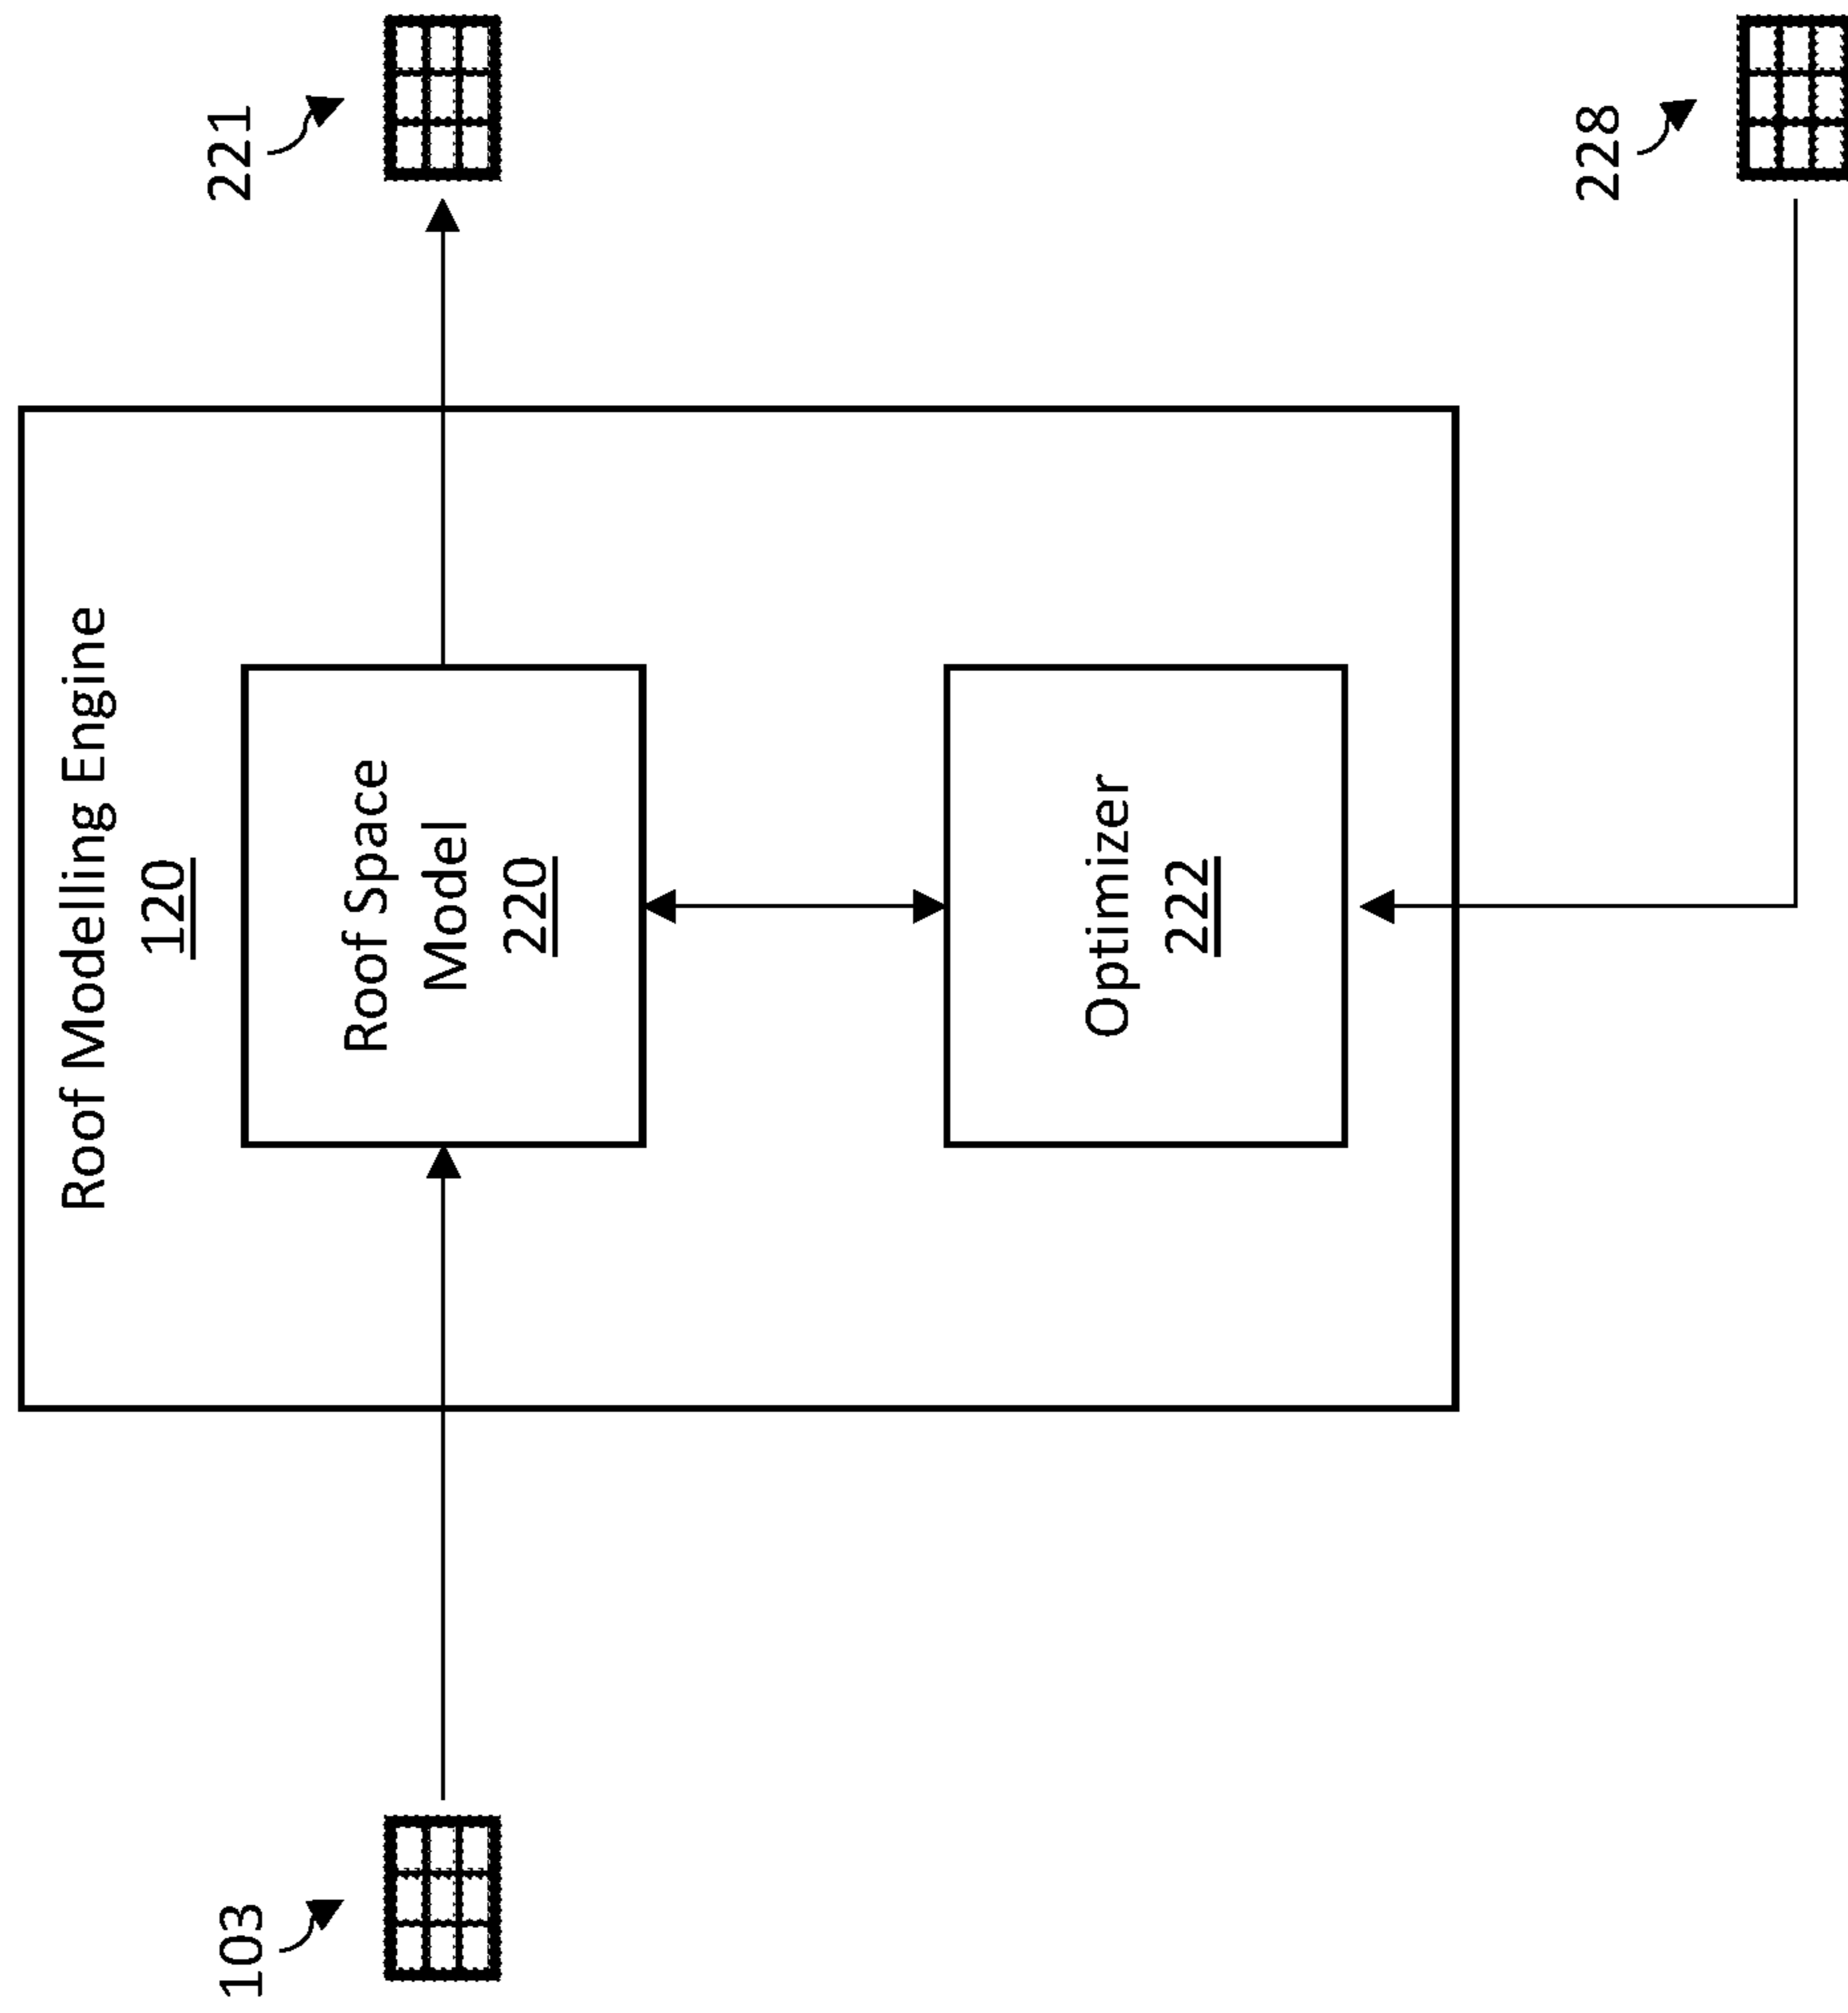 Roof Modelling Engine
120
103
Roof Space
Model
220
221
Optimizer
222
228